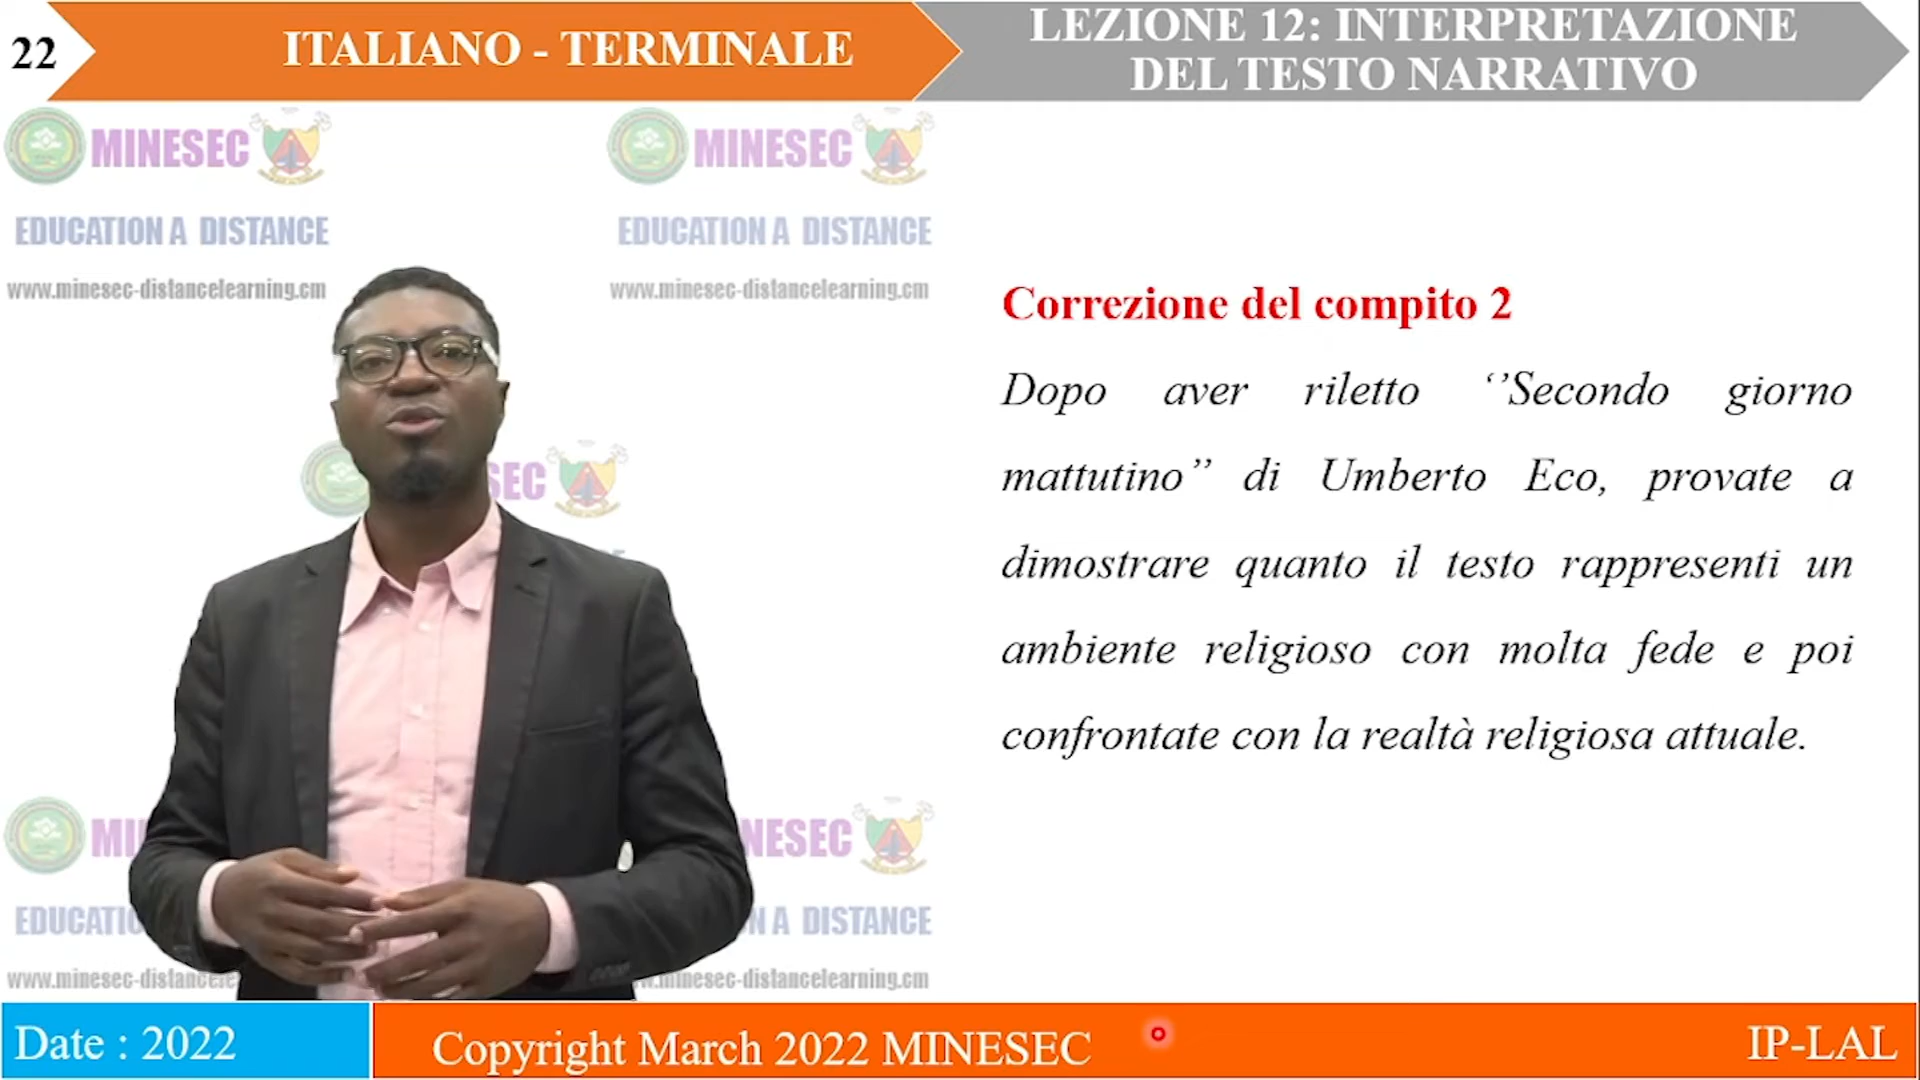 22
ITALIANO - TERMINALE
LEZIONE 12: INTERPRETAZIONE
DEL TESTO NARRATIVO
MINESEC
MINESEC
EDUCATION A DISTANCE
EDUCATION A DISTANCE
www.minesec-distancelearning.cm
www.minesec-distancelearning.cm
Correzione del compito 2
Dopo aver riletto ‘’Secondo giorno
mattutino’’ di Umberto Eco, provate a
dimostrare quanto il testo rappresenti un
ambiente religioso con molta fede e poi
confrontate con la realtà religiosa attuale.
Date : 2022
Copyright March 2022 MINESEC
IP-LAL